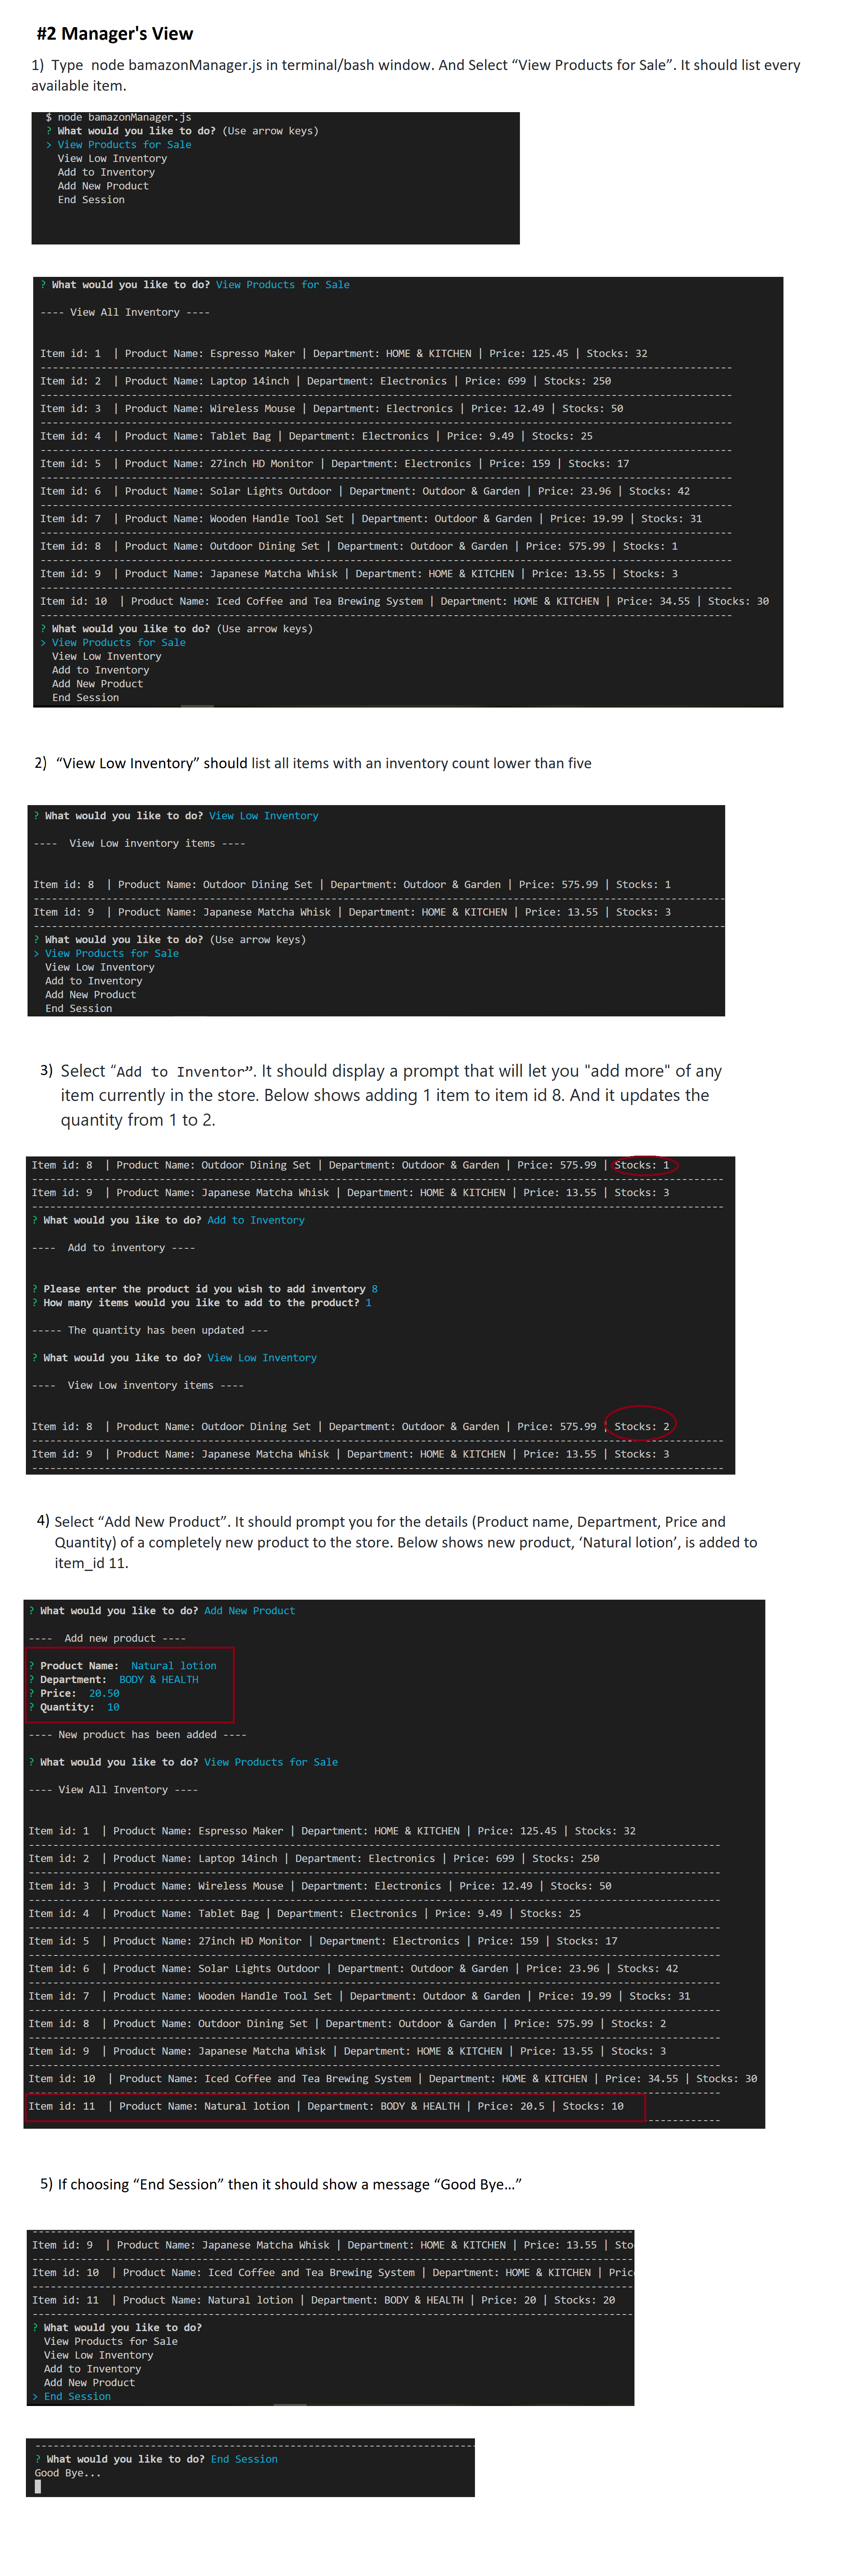 #2 Manager's View
1) Type node bamazonManager.js in terminal/bash window. And Select “View Products for Sale”. It should list every
available item.
$ node bamazonManager.js
? What would you like to do? (Use arrow keys)
> View Products for Sale
View Low Inventory
Add to Inventory
Add New Product
End Session
? What would you like to do? View Products for Sale
---- View All Inventory ----
Item id: 1 | Product Name: Espresso Maker | Department: HOME & KITCHEN | Price: 125.45 | Stocks: 32
Item id: 2 | Product Name: Laptop 14inch | Department: Electronics | Price: 699 | Stocks: 250
Item id: 3 | Product Name: Wireless Mouse | Department: Electronics | Price: 12.49 | Stocks: 50
Item id: 4 | Product Name: Tablet Bag | Department: Electronics | Price: 9.49 | Stocks: 25
Item id: 5 | Product Name: 27inch HD Monitor | Department: Electronics | Price: 159 | Stocks: 17
Item id: 6 | Product Name: Solar Lights Outdoor | Department: Outdoor & Garden | Price: 23.96 | Stocks: 42
Item id: 7 | Product Name: Wooden Handle Tool Set | Department: Outdoor & Garden | Price: 19.99 | Stocks: 31
Item id: 8 | Product Name: Outdoor Dining Set | Department: Outdoor & Garden | Price: 575.99 | Stocks: 1
Item id: 9 | Product Name: Japanese Matcha Whisk | Department: HOME & KITCHEN | Price: 13.55 | Stocks: 3
Item id: 10 | Product Name: Iced Coffee and Tea Brewing System | Department: HOME & KITCHEN | Price: 34.55 | Stocks: 30
? What would you like to do? (Use arrow keys)
> View Products for Sale
View Low Inventory
Add to Inventory
Add New Product
End Session
2) “View Low Inventory” should list all items with an inventory count lower than five
? What would you like to do? View Low Inventory
---- View Low inventory items ----
Item id: 8 | Product Name: Outdoor Dining Set | Department: Outdoor & Garden | Price: 575.99 | Stocks: 1
Item id: 9 | Product Name: Japanese Matcha Whisk | Department: HOME & KITCHEN | Price: 13.55 | Stocks: 3
? What would you like to do? (Use arrow keys)
> View Products for Sale
View Low Inventory
Add to Inventory
Add New Product
End Session
3) Select “Add to Inventor”. It should display a prompt that will let you "add more" of any
item currently in the store. Below shows adding 1 item to item id 8. And it updates the
quantity from 1 to 2.
Item id: 8 | Product Name: Outdoor Dining Set | Department: Outdoor & Garden | Price: 575.99 | Stocks: 1
Item id: 9 | Product Name: Japanese Matcha Whisk | Department: HOME & KITCHEN | Price: 13.55 | Stocks: 3
? What would you like to do? Add to Inventory
---- Add to inventory ----
? Please enter the product id you wish to add inventory 8
? How many items would you like to add to the product? 1
----- The quantity has been updated ---
? What would you like to do? View Low Inventory
---- View Low inventory items ----
Item id: 8 | Product Name: Outdoor Dining Set | Department: Outdoor & Garden | Price: 575.99 | Stocks: 2
Item id: 9 | Product Name: Japanese Matcha Whisk | Department: HOME & KITCHEN | Price: 13.55 | Stocks: 3
4) Select “Add New Product”. It should prompt you for the details (Product name, Department, Price and
Quantity) of a completely new product to the store. Below shows new product, ‘Natural lotion’, is added to
item_id 11.
? What would you like to do? Add New Product
---- Add new product ----
? Product Name: Natural lotion
? Department: BODY & HEALTH
? Price: 20.50
? Quantity: 10
---- New product has been added ----
? What would you like to do? View Products for Sale
---- View All Inventory ----
Item id: 1 | Product Name: Espresso Maker | Department: HOME & KITCHEN | Price: 125.45 | Stocks: 32
Item id: 2 | Product Name: Laptop 14inch | Department: Electronics | Price: 699 | Stocks: 250
Item id: 3 | Product Name: Wireless Mouse | Department: Electronics | Price: 12.49 | Stocks: 50
Item id: 4 | Product Name: Tablet Bag | Department: Electronics | Price: 9.49 | Stocks: 25
Item id: 5 | Product Name: 27inch HD Monitor | Department: Electronics | Price: 159 | Stocks: 17
Item id: 6 | Product Name: Solar Lights Outdoor | Department: Outdoor & Garden | Price: 23.96 | Stocks: 42
Item id: 7 | Product Name: Wooden Handle Tool Set | Department: Outdoor & Garden | Price: 19.99 | Stocks: 31
Item id: 8 | Product Name: Outdoor Dining Set | Department: Outdoor & Garden | Price: 575.99 | Stocks: 2
Item id: 9 | Product Name: Japanese Matcha Whisk | Department: HOME & KITCHEN | Price: 13.55 | Stocks: 3
Item id: 10 | Product Name: Iced Coffee and Tea Brewing System | Department: HOME & KITCHEN | Price: 34.55 | Stocks: 30
Item id: 11 | Product Name: Natural lotion | Department: BODY & HEALTH | Price: 20.5 | Stocks: 10
5) If choosing “End Session” then it should show a message “Good Bye…”
Item id: 9 | Product Name: Japanese Matcha Whisk | Department: HOME & KITCHEN | Price: 13.55 | Sto
Item id: 10 | Product Name: Iced Coffee and Tea Brewing System | Department: HOME & KITCHEN | Pric
Item id: 11 | Product Name: Natural lotion | Department: BODY & HEALTH | Price: 20 | Stocks: 20
? What would you like to do?
View Products for Sale
View Low Inventory
Add to Inventory
Add New Product
> End Session
? What would you like to do? End Session
Good Bye...